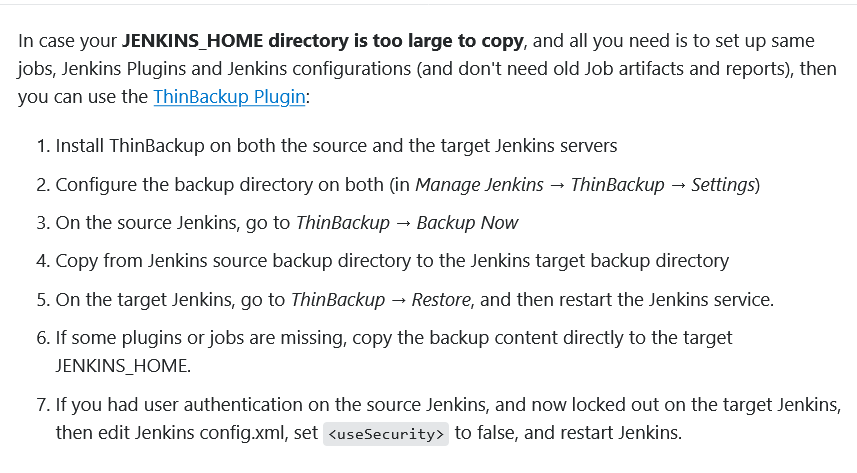 In case your JENKINS_HOME directory is too large to copy, and all you need is to set up same
jobs, Jenkins Plugins and Jenkins configurations (and don't need old Job artifacts and reports), then
you can use the ThinBackup Plugin:
1. Install ThinBackup on both the source and the target Jenkins servers
2. Configure the backup directory on both (in Manage Jenkins → ThinBackup → Settings)
3. On the source Jenkins, go to ThinBackup → Backup Now
4. Copy from Jenkins source backup directory to the Jenkins target backup directory
5. On the target Jenkins, go to ThinBackup → Restore, and then restart the Jenkins service.
6. If some plugins or jobs are missing, copy the backup content directly to the target
JENKINS_HOME.
7. If you had user authentication on the source Jenkins, and now locked out on the target Jenkins,
then edit Jenkins config.xml, set <useSecurity> to false, and restart Jenkins.